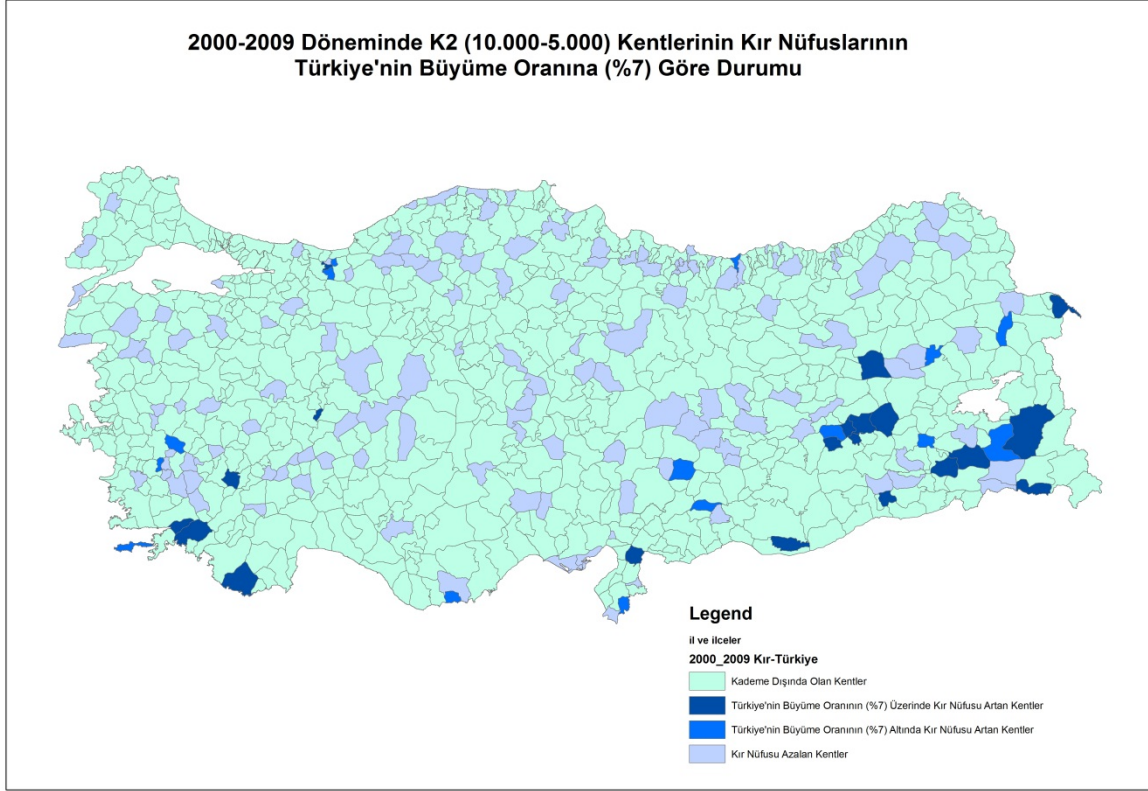 2000-2009 Döneminde K2 (10.000-5.000) Kentlerinin Kır Nüfuslarının
Türkiye'nin Büyüme Oranına (%7) Göre Durumu
Legend
il ve ilceler
2000_2009 Kır-Türkiye
Kademe Dışında Olan Kentler
Türkiye'nin Büyüme Oranının (%7) Üzerinde Kır Nüfusu Artan Kentler
Türkiye'nin Büyüme Oranının (%7) Altında Kır Nüfusu Artan Kentler
Kır Nüfusu Azalan Kentler